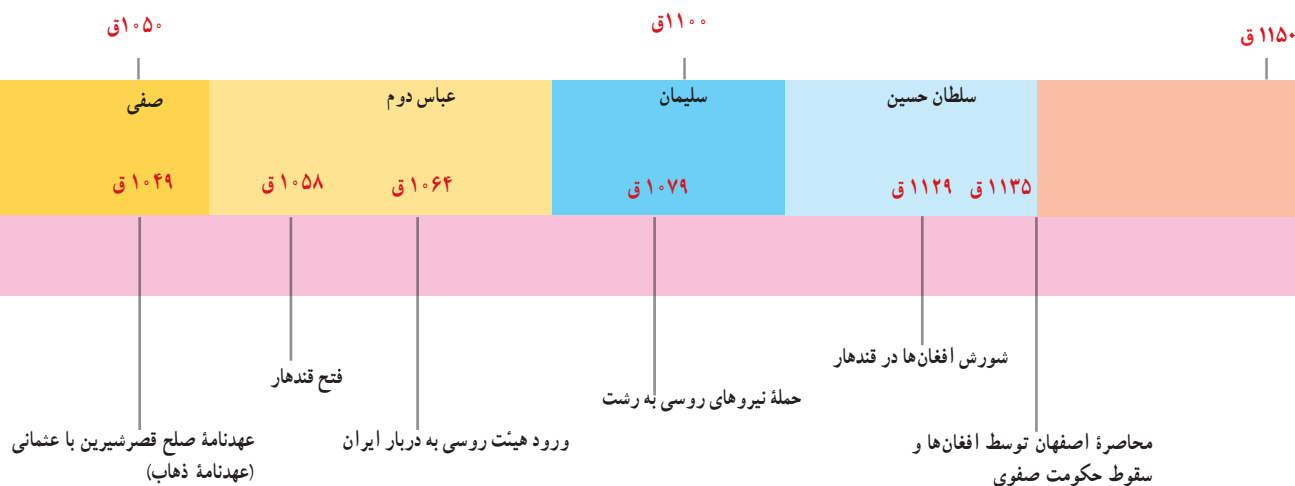 ۱۰۵۰ق
۱۱۰۰ق
۱۱۵۰ ق
صفی
عباس دوم
سلیمان
سلطان حسین
۱۰۴۹ ق
۱۰۵۸ ق
۱۰۶۴ ق
۱۰۷۹ ق
۱۱۲۹ ق
۱۱۳۵ ق
عهدنامهٔ صلح قصرشیرین با عثمانی
(عهدنامهٔ ذهاب)
فتح قندهار
ورود هیئت روسی به دربار ایران
حملهٔ نیروهای روسی به رشت
شورش افغان‌ها در قندهار
محاصرهٔ اصفهان توسط افغان‌ها و
سقوط حکومت صفوی